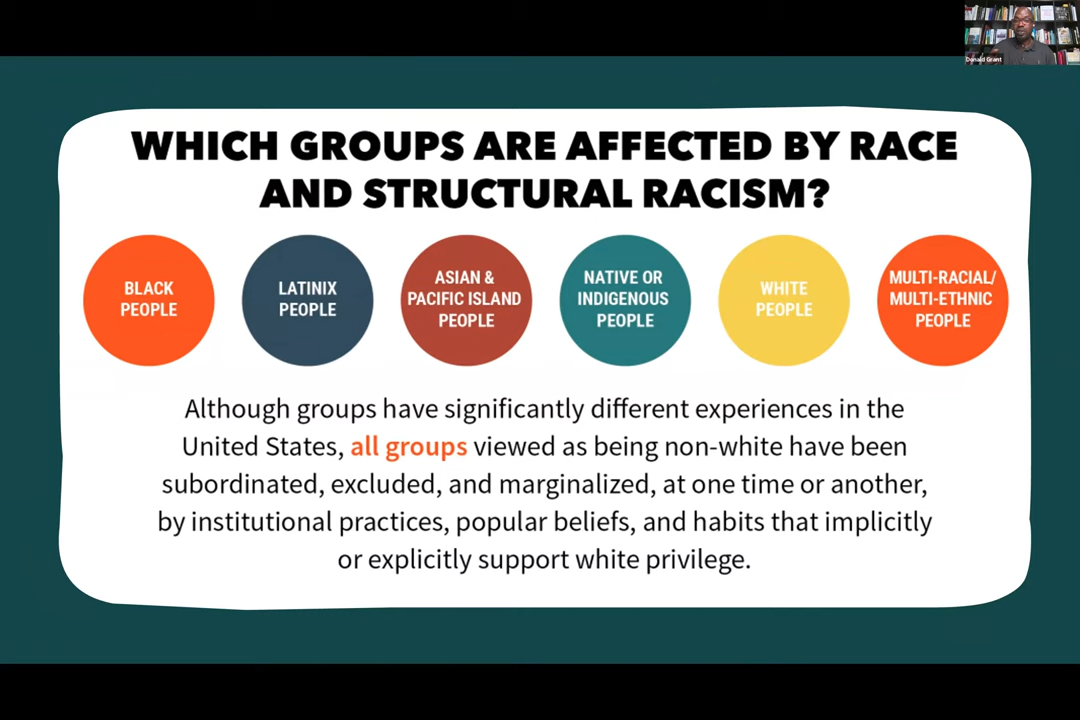 Donald Grant
WHICH GROUPS ARE AFFECTED BY RACE
AND STRUCTURAL RACISM?
BLACK
PEOPLE
LATINIX
PEOPLE
ASIAN &
PACIFIC ISLAND
PEOPLE
NATIVE OR
INDIGENOUS
PEOPLE
WHITE
PEOPLE
MULTI-RACIAL/
MULTI-ETHNIC
PEOPLE
Although groups have significantly different experiences in the
United States, all groups viewed as being non-white have been
subordinated, excluded, and marginalized, at one time or another,
by institutional practices, popular beliefs, and habits that implicitly
or explicitly support white privilege.